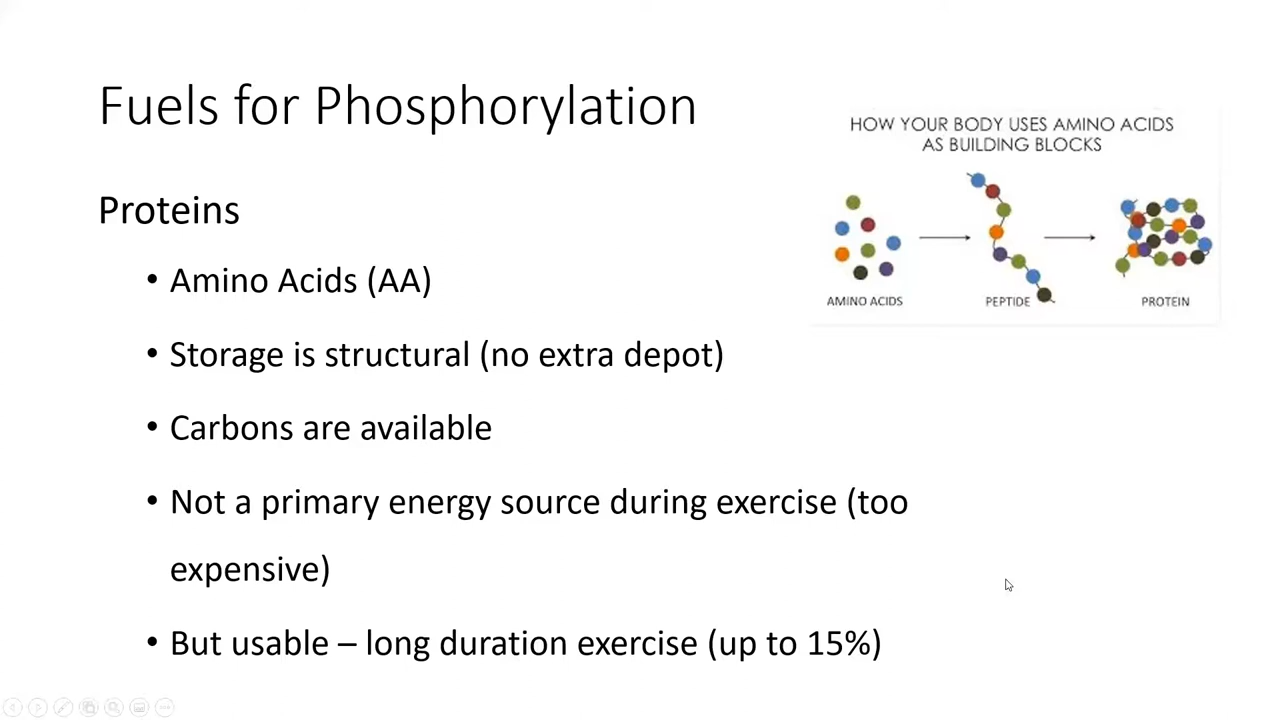 Fuels for Phosphorylation
HOW YOUR BODY USES AMINO ACIDS
AS BUILDING BLOCKS
AMINO ACIDS
PEPTIDE
PROTEIN
Proteins
• Amino Acids (AA)
• Storage is structural (no extra depot)
• Carbons are available
• Not a primary energy source during exercise (too
expensive)
• But usable – long duration exercise (up to 15%)